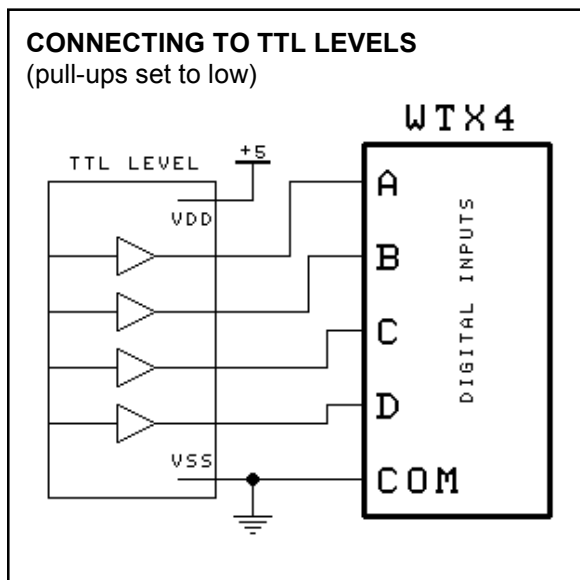 CONNECTING TO TTL LEVELS
(pull-ups set to low)
WTX4
+5
TTL LEVEL
VDD
A
B
C
D
COM
DIGITAL INPUTS
VSS